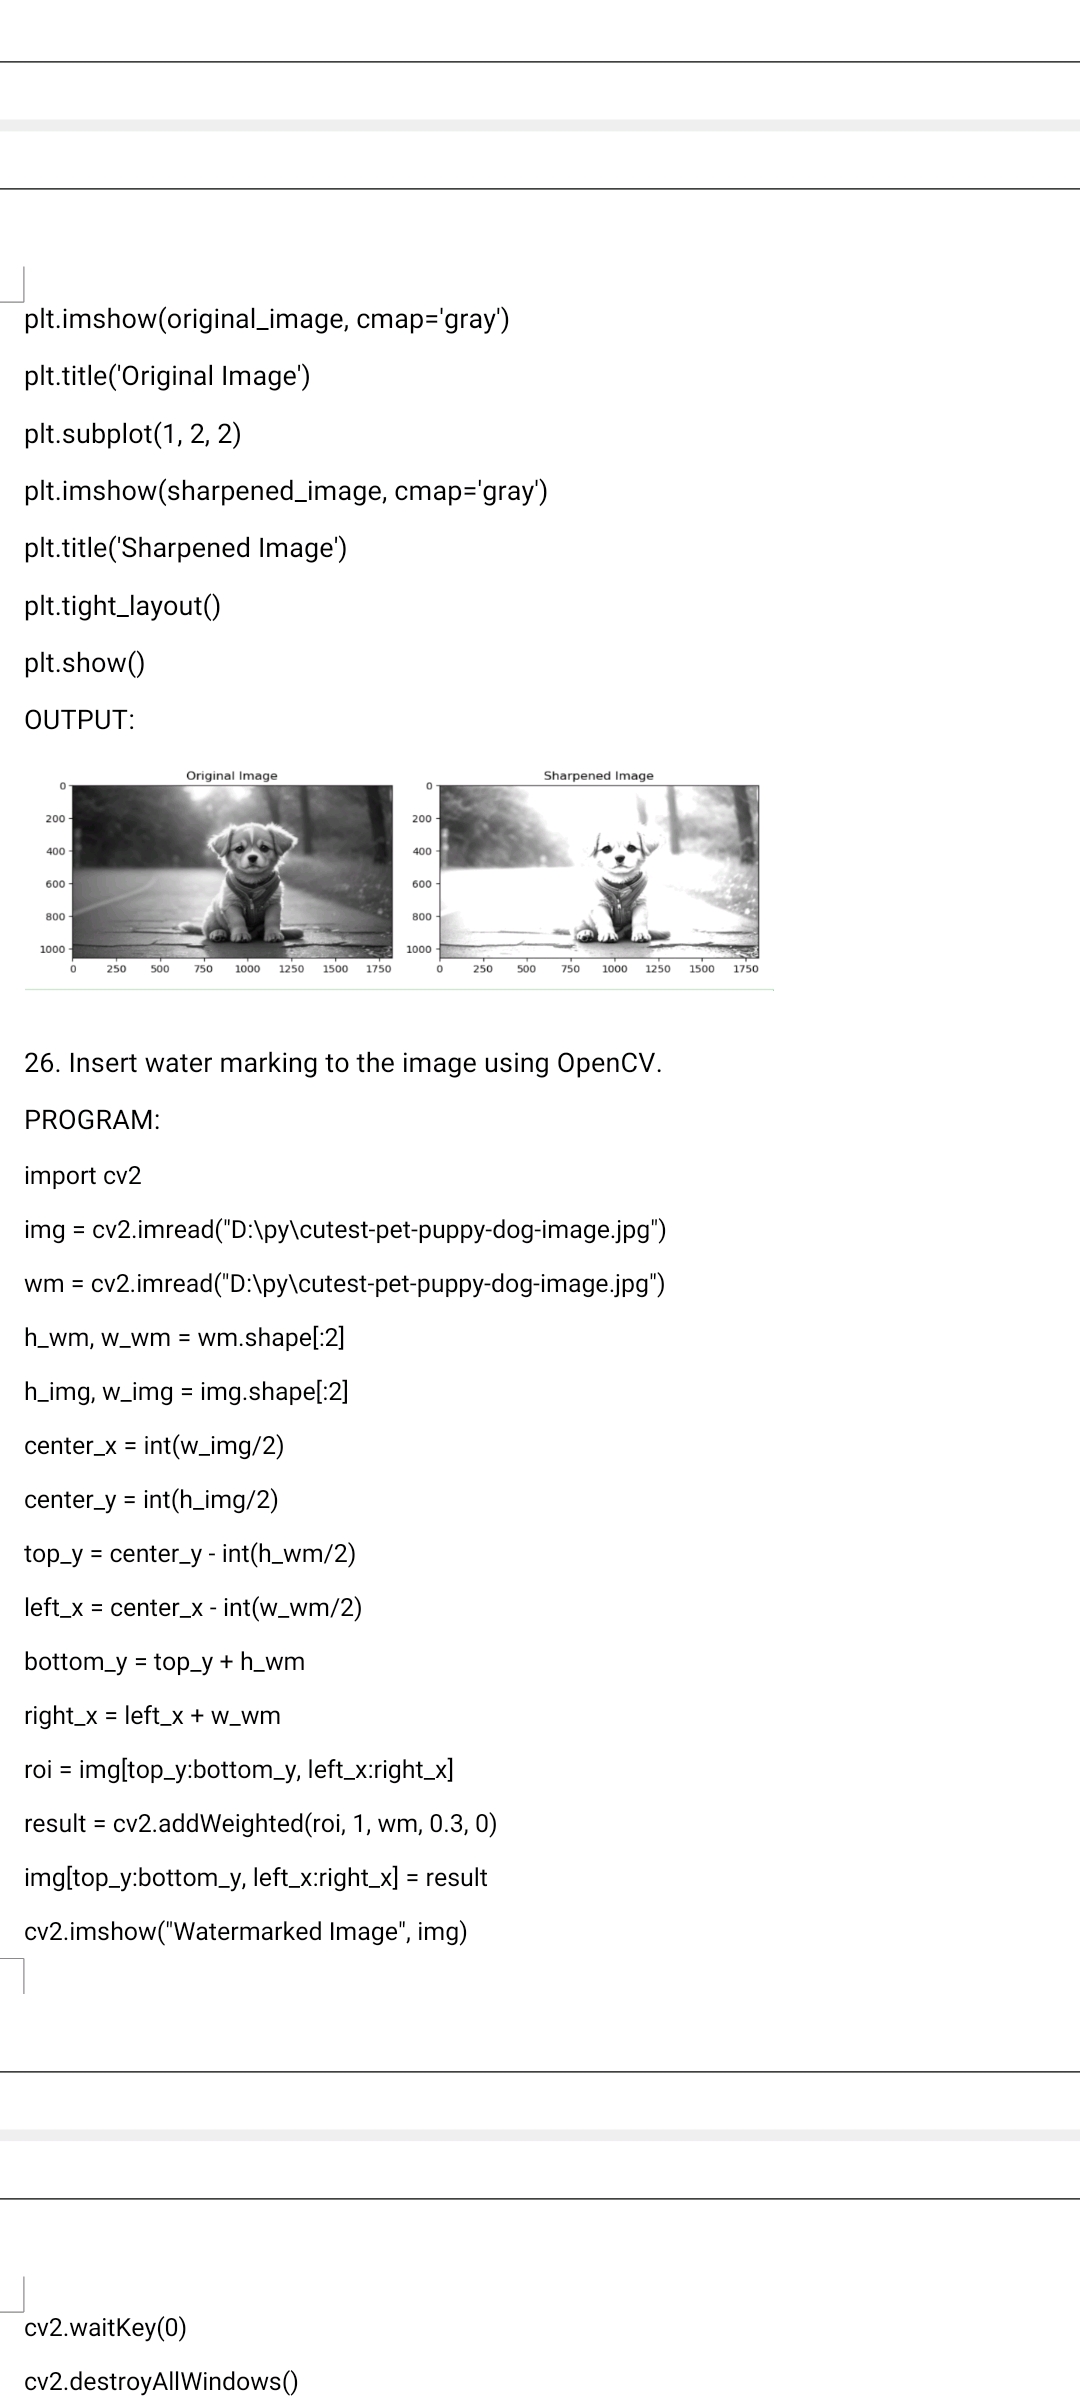 plt.imshow(original_image, cmap='gray')
plt.title('Original Image')
plt.subplot(1, 2, 2)
plt.imshow(sharpened_image, cmap='gray')
plt.title('Sharpened Image')
plt.tight_layout()
plt.show()
OUTPUT:
Original Image
0
200
400
600
800
1000
0 250 500 750 1000 1250 1500 1750
Sharpened Image
0
200
400
600
800
1000
0 250 500 750 1000 1250 1500 1750
26. Insert water marking to the image using OpenCV.
PROGRAM:
import cv2
img = cv2.imread("D:\py\cutest-pet-puppy-dog-image.jpg")
wm = cv2.imread("D:\py\cutest-pet-puppy-dog-image.jpg")
h_wm, w_wm = wm.shape[:2]
h_img, w_img = img.shape[:2]
center_x = int(w_img/2)
center_y = int(h_img/2)
top_y = center_y - int(h_wm/2)
left_x = center_x - int(w_wm/2)
bottom_y = top_y + h_wm
right_x = left_x + w_wm
roi = img[top_y:bottom_y, left_x:right_x]
result = cv2.addWeighted(roi, 1, wm, 0.3, 0)
img[top_y:bottom_y, left_x:right_x] = result
cv2.imshow("Watermarked Image", img)
cv2.waitKey(0)
cv2.destroyAllWindows()